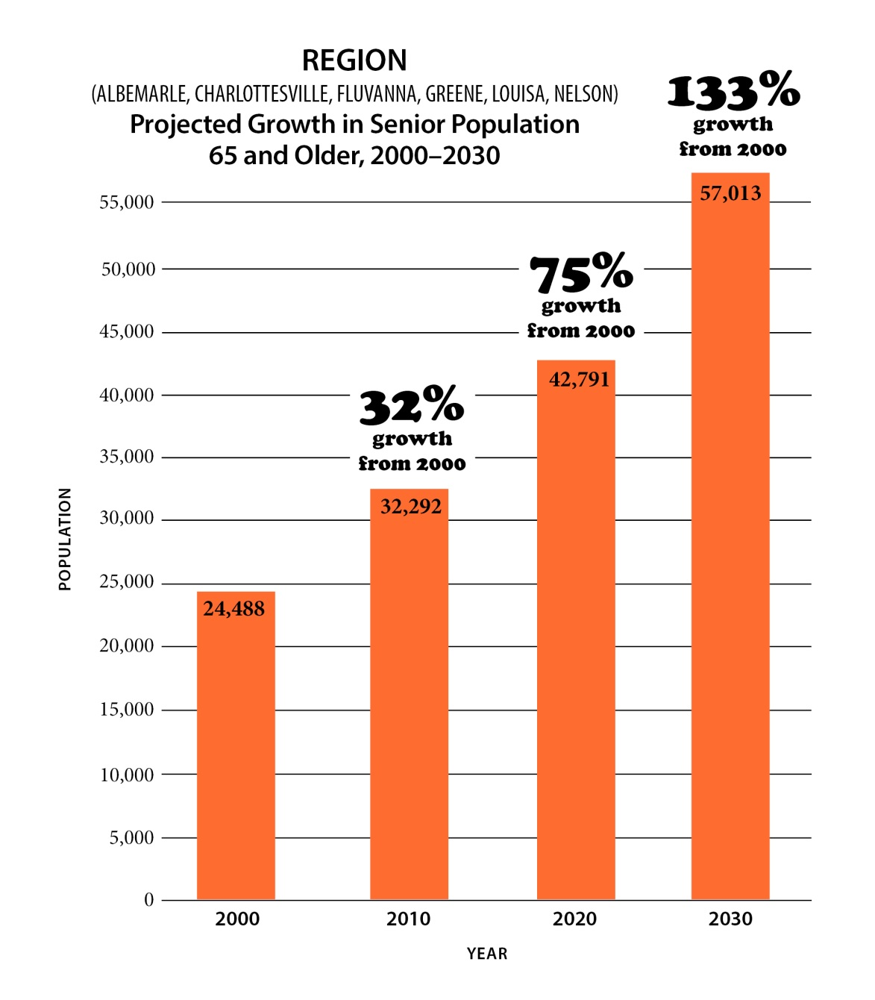 REGION
(ALBEMARLE, CHARLOTTESVILLE, FLUVANNA, GREENE, LOUISA, NELSON)
Projected Growth in Senior Population
65 and Older, 2000–2030
133%
growth
from 2000
57,013
55,000
50,000
75%
growth
from 2000
45,000
42,791
40,000
32%
growth
from 2000
35,000
32,292
30,000
25,000
24,488
20,000
15,000
10,000
5,000
0
POPULATION
2000 2010 2020 2030
YEAR